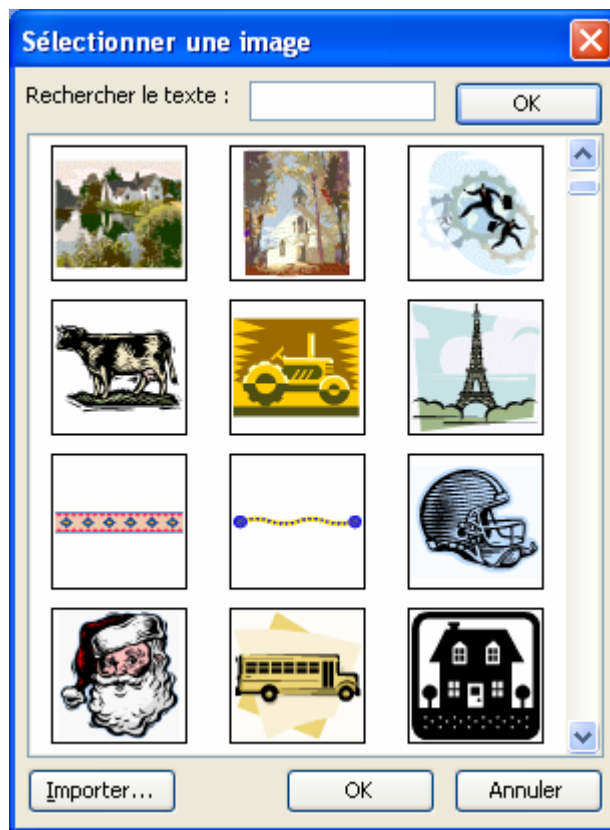 Sélectionner une image
Rechercher le texte :
OK
Importer...
OK
Annuler